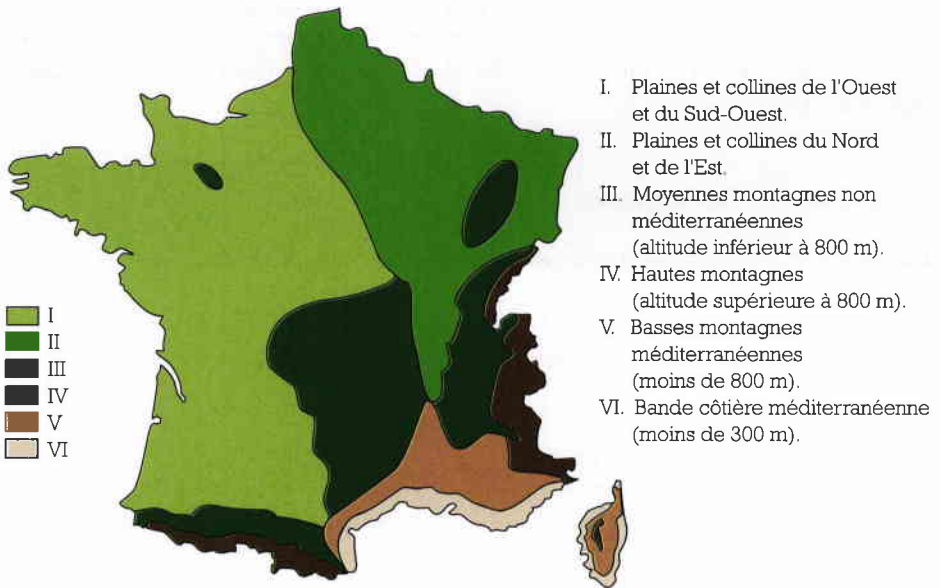 I. Plaines et collines de l'Ouest
et du Sud-Ouest.
II. Plaines et collines du Nord
et de l'Est.
III. Moyennes montagnes non
méditerranéennes
(altitude inférieur à 800 m).
IV. Hautes montagnes
(altitude supérieure à 800 m).
V. Basses montagnes
méditerranéennes
(moins de 800 m).
VI. Bande côtière méditerranéenne
(moins de 300 m).
I
II
III
IV
V
VI